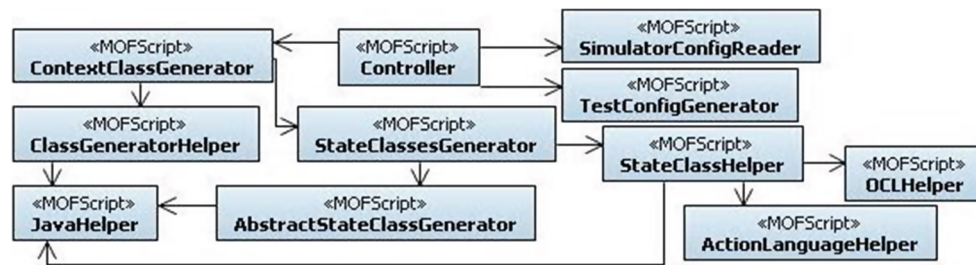 «MOFScript»
ContextClassGenerator
«MOFScript»
Controller
«MOFScript»
SimulatorConfigReader
«MOFScript»
TestConfigGenerator
«MOFScript»
ClassGeneratorHelper
«MOFScript»
StateClassesGenerator
«MOFScript»
StateClassHelper
«MOFScript»
OCLHelper
«MOFScript»
JavaHelper
«MOFScript»
AbstractStateClassGenerator
«MOFScript»
ActionLanguageHelper